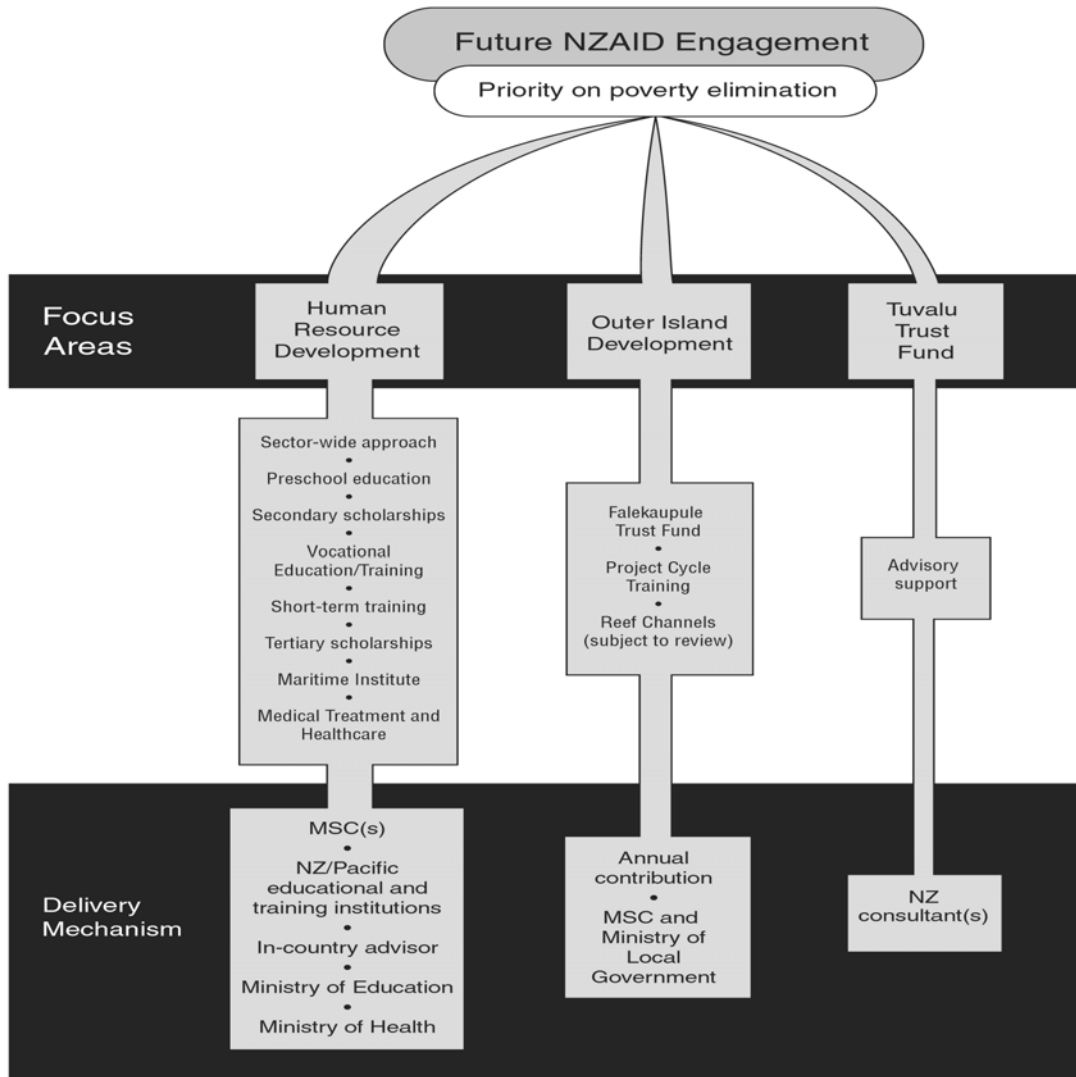 Future NZAID Engagement
Priority on poverty elimination
Focus
Areas
Human
Resource
Development
Outer Island
Development
Tuvalu
Trust
Fund
Sector-wide approach
•
Preschool education
•
Secondary scholarships
•
Vocational
Education/Training
•
Short-term training
•
Tertiary scholarships
•
Maritime Institute
•
Medical Treatment and
Healthcare
Falekaupule
Trust Fund
•
Project Cycle
Training
•
Reef Channels
(subject to review)
Advisory
support
Delivery
Mechanism
MSC(s)
•
NZ/Pacific
educational and
training institutions
•
In-country advisor
•
Ministry of Education
•
Ministry of Health
Annual
contribution
•
MSC and
Ministry of
Local
Government
NZ
consultant(s)